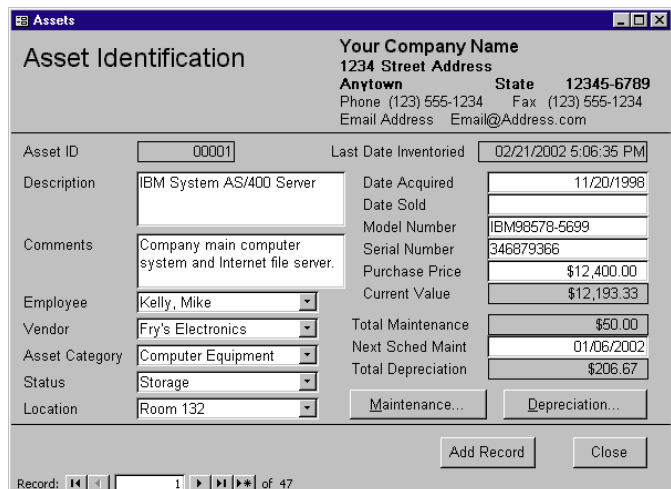 Assets
Asset Identification
Your Company Name
1234 Street Address
Anytown State 12345-6789
Phone (123) 555-1234 Fax (123) 555-1234
Email Address Email@Address.com
Asset ID 00001
Last Date Inventoried 02/21/2002 5:06:35 PM
Description IBM System AS/400 Server
Comments Company main computer
system and Internet file server.
Employee Kelly, Mike
Vendor Fry's Electronics
Asset Category Computer Equipment
Status Storage
Location Room 132
Date Acquired 11/20/1998
Date Sold
Model Number IBM98578-5699
Serial Number 346879366
Purchase Price $12,400.00
Current Value $12,193.33
Total Maintenance $50.00
Next Sched Maint 01/06/2002
Total Depreciation $206.67
Maintenance... Depreciation...
Add Record Close
Record: 1 of 47